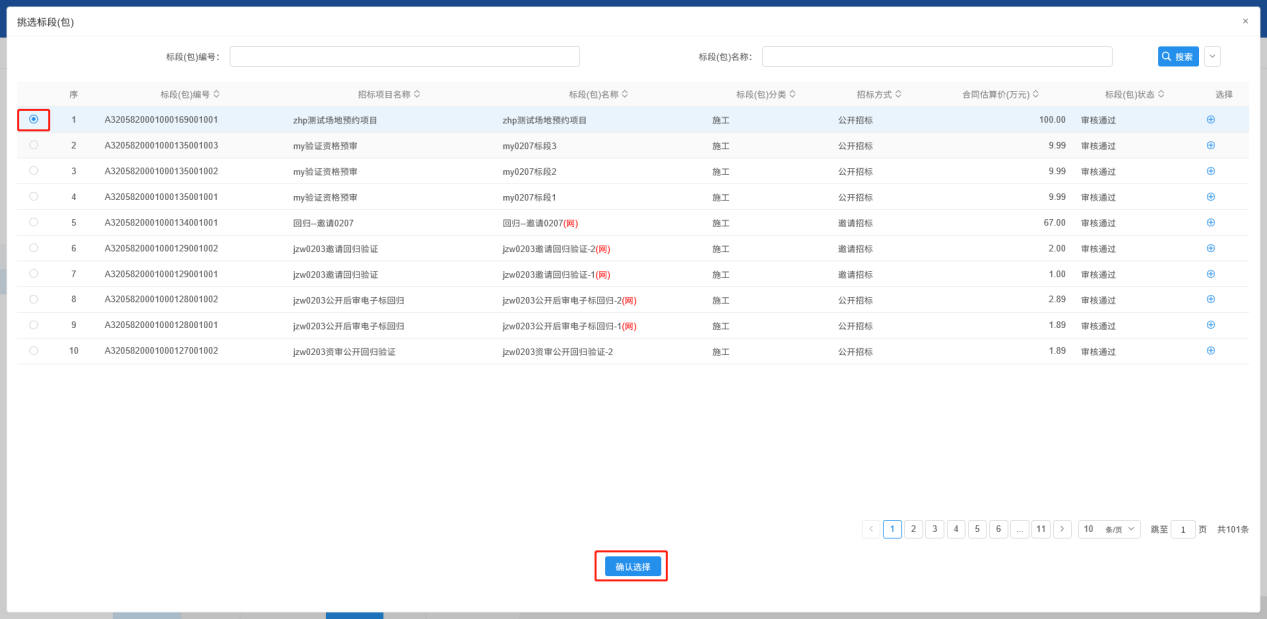 挑选标段(包) ×
标段(包)编号: 标段(包)名称: 搜索
序 标段(包)编号 招标项目名称 标段(包)名称 标段(包)分类 招标方式 合同估算价(万元) 标段(包)状态 选择
1 A3205820001000169001001 zhp测试场地预约项目 zhp测试场地预约项目 施工 公开招标 100.00 审核通过
2 A3205820001000135001003 my验证资格预审 my0207标段3 施工 公开招标 9.99 审核通过
3 A3205820001000135001002 my验证资格预审 my0207标段2 施工 公开招标 9.99 审核通过
4 A3205820001000135001001 my验证资格预审 my0207标段1 施工 公开招标 9.99 审核通过
5 A3205820001000134001001 回归--邀请0207 回归--邀请0207(网) 施工 邀请招标 67.00 审核通过
6 A3205820001000129001002 jzw0203邀请回归验证 jzw0203邀请回归验证-2(网) 施工 邀请招标 2.00 审核通过
7 A3205820001000129001001 jzw0203邀请回归验证 jzw0203邀请回归验证-1(网) 施工 邀请招标 1.00 审核通过
8 A3205820001000128001002 jzw0203公开后审电子标回归 jzw0203公开后审电子标回归-2(网) 施工 公开招标 2.89 审核通过
9 A3205820001000128001001 jzw0203公开后审电子标回归 jzw0203公开后审电子标回归-1(网) 施工 公开招标 1.89 审核通过
10 A3205820001000127001002 jzw0203资审公开回归验证 jzw0203资审公开回归验证-2 施工 公开招标 1.89 审核通过
1 2 3 4 5 6 ... 11 10 条/页 跳至 1 页 共101条
确认选择